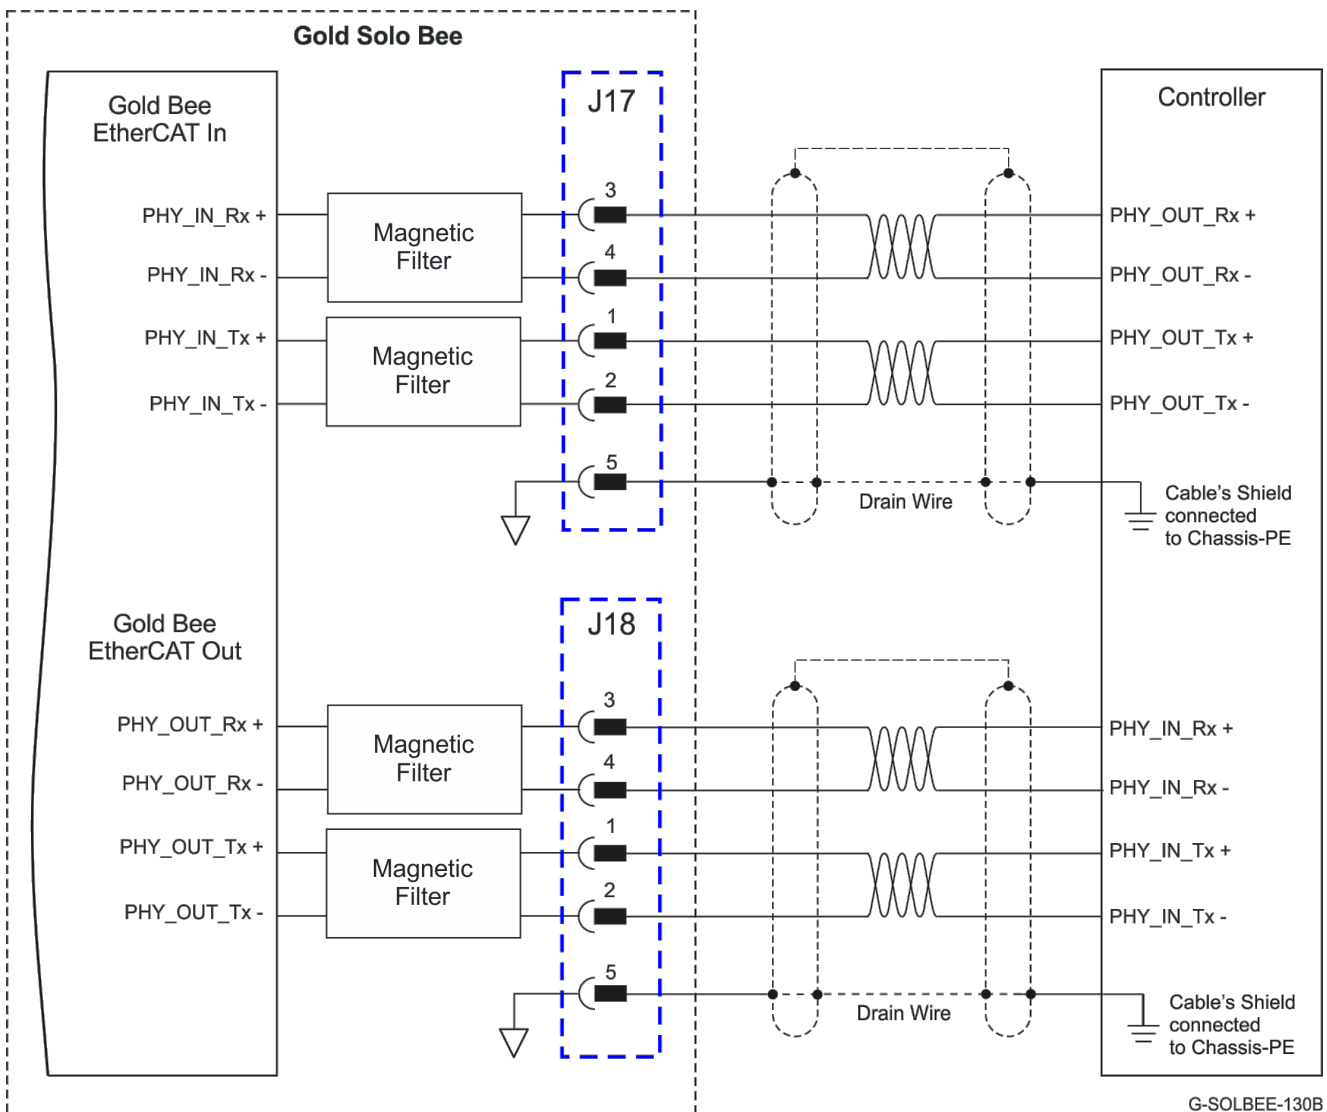 Gold Solo Bee
Gold Bee
EtherCAT In
J17
Controller
PHY_IN_Rx +
Magnetic
Filter
3
PHY_OUT_Rx +
PHY_IN_Rx -
4
PHY_OUT_Rx -
PHY_IN_Tx +
Magnetic
Filter
1
PHY_OUT_Tx +
PHY_IN_Tx -
2
PHY_OUT_Tx -
5
Drain Wire
Cable's Shield
connected
to Chassis-PE
Gold Bee
EtherCAT Out
J18
PHY_OUT_Rx +
Magnetic
Filter
3
PHY_IN_Rx +
PHY_OUT_Rx -
4
PHY_IN_Rx -
PHY_OUT_Tx +
Magnetic
Filter
1
PHY_IN_Tx +
PHY_OUT_Tx -
2
PHY_IN_Tx -
5
Drain Wire
Cable's Shield
connected
to Chassis-PE
G-SOLBEE-130B